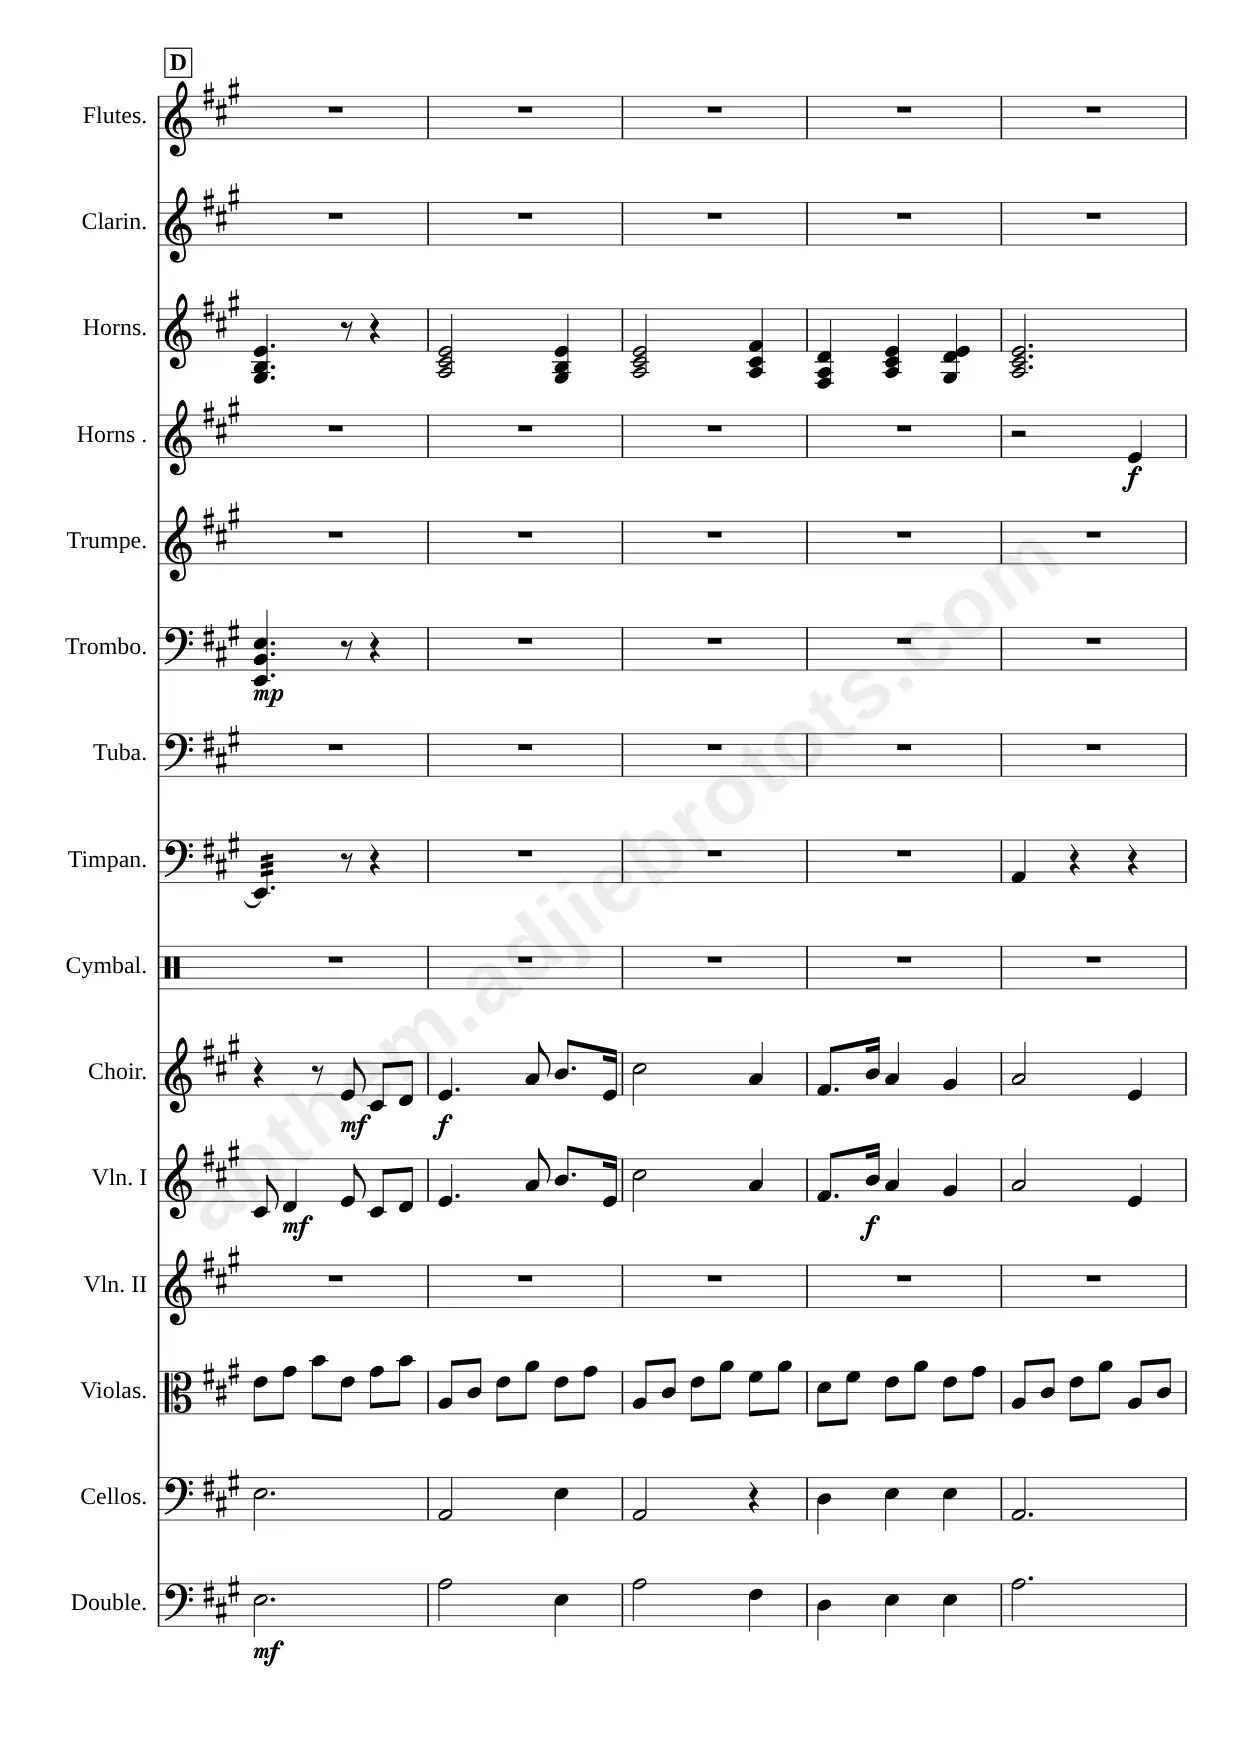 D
Flutes.
Clarin.
Horns.
Horns .
f
Trumpe.
Trombo.
mp
Tuba.
Timpan.
Cymbal.
Choir.
mf f
Vln. I
mf f
Vln. II
Violas.
Cellos.
Double.
mf
anthem.adjiebrotots.com